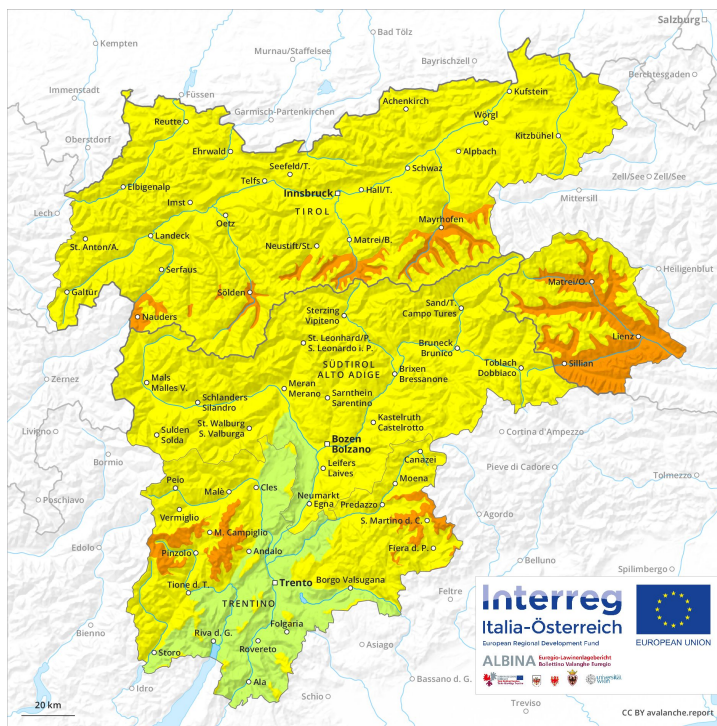 Salzburg
Bad Tölz
Kempten
Murnau/Staffelsee
Bayrischzell
Berchtesgaden
Immenstadt
Füssen
Garmisch-Partenkirchen
Achenkirch
Kufstein
Reutte
Wörgl
Kitzbühel
Oberstdorf
Ehrwald
Seefeld/T.
Alpbach
Schwaz
Telfs
Zell/See
Zell/See
Elbigenalp
Innsbruck
Hall/T.
Mittersill
Imst
TIROL
Lech
Oetz
Mayrhofen
St. Anton/A.
Landeck
Neustift/St.
Matrei/B.
Serfaus
Heiligenblut
Galtür
Sölden
Matrei/O.
Nauders
Sterzing
Vipiteno
Sand/T.
Campo Tures
St. Leonhard/P.
S. Leonardo i. P.
Bruneck
Brunico
Lienz
Sillian
SÜDTIROL
ALTO ADIGE
Toblach
Dobbiaco
Brixen
Bressanone
Zernez
Mals
Malles V.
Meran
Merano
Schlanders
Silandro
Sarnthein
Sarentino
St. Walburg
S. Valburga
Kastelruth
Castelrotto
Livigno
Sulden
Solda
Cortina d'Ampezzo
Bozen
Bolzano
Bormio
Canazei
Leifers
Laives
Pieve di Cadore
Tolmezzo
Peio
Moena
Poschiavo
Malè
Cles
Neumarkt
Egna
Predazzo
Vermiglio
Agordo
S. Martino d. C.
M. Campiglio
Edolo
Pinzolo
Andalo
Fiera d. P.
Belluno
Spilimbergo
Trento
Borgo Valsugana
Tione d. T.
Feltre
TRENTINO
Folgaria
Bienno
Riva d. G.
Rovereto
Asiago
Storo
Bassano d. G.
Idro
Ala
Schio
Treviso
Interreg
Italia-Österreich
European Regional Development Fund
EUROPEAN UNION
ALBINA
Euregio-Lawinenlagebericht
Bollettino Valanghe Euregio
20 km
CC BY avalanche.report